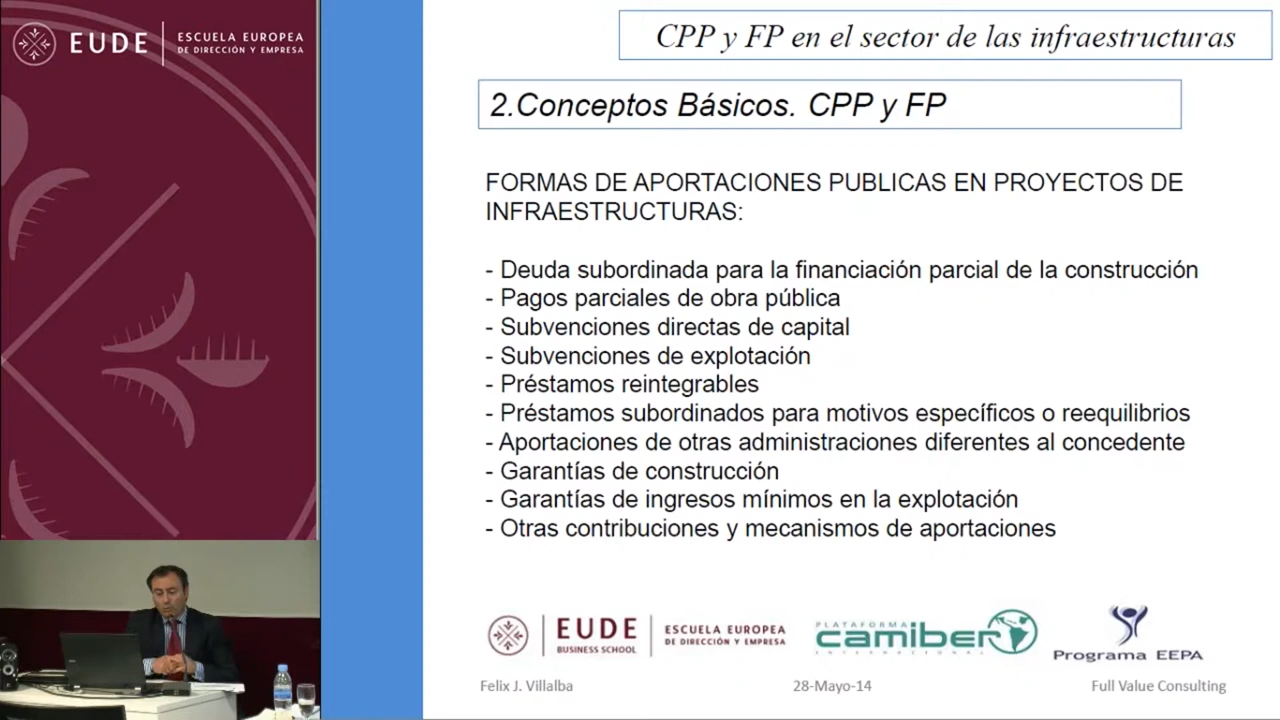 EUDE
ESCUELA EUROPEA
DE DIRECCIÓN Y EMPRESA
CPP y FP en el sector de las infraestructuras
2.Conceptos Básicos. CPP y FP
FORMAS DE APORTACIONES PUBLICAS EN PROYECTOS DE
INFRAESTRUCTURAS:
- Deuda subordinada para la financiación parcial de la construcción
- Pagos parciales de obra pública
- Subvenciones directas de capital
- Subvenciones de explotación
- Préstamos reintegrables
- Préstamos subordinados para motivos específicos o reequilibrios
- Aportaciones de otras administraciones diferentes al concedente
- Garantías de construcción
- Garantías de ingresos mínimos en la explotación
- Otras contribuciones y mecanismos de aportaciones
EUDE
BUSINESS SCHOOL
ESCUELA EUROPEA
DE DIRECCIÓN Y EMPRESA
PLATAFORMA
camiber
INTERNACIONAL
Programa EEPA
Felix J. Villalba
28-Mayo-14
Full Value Consulting